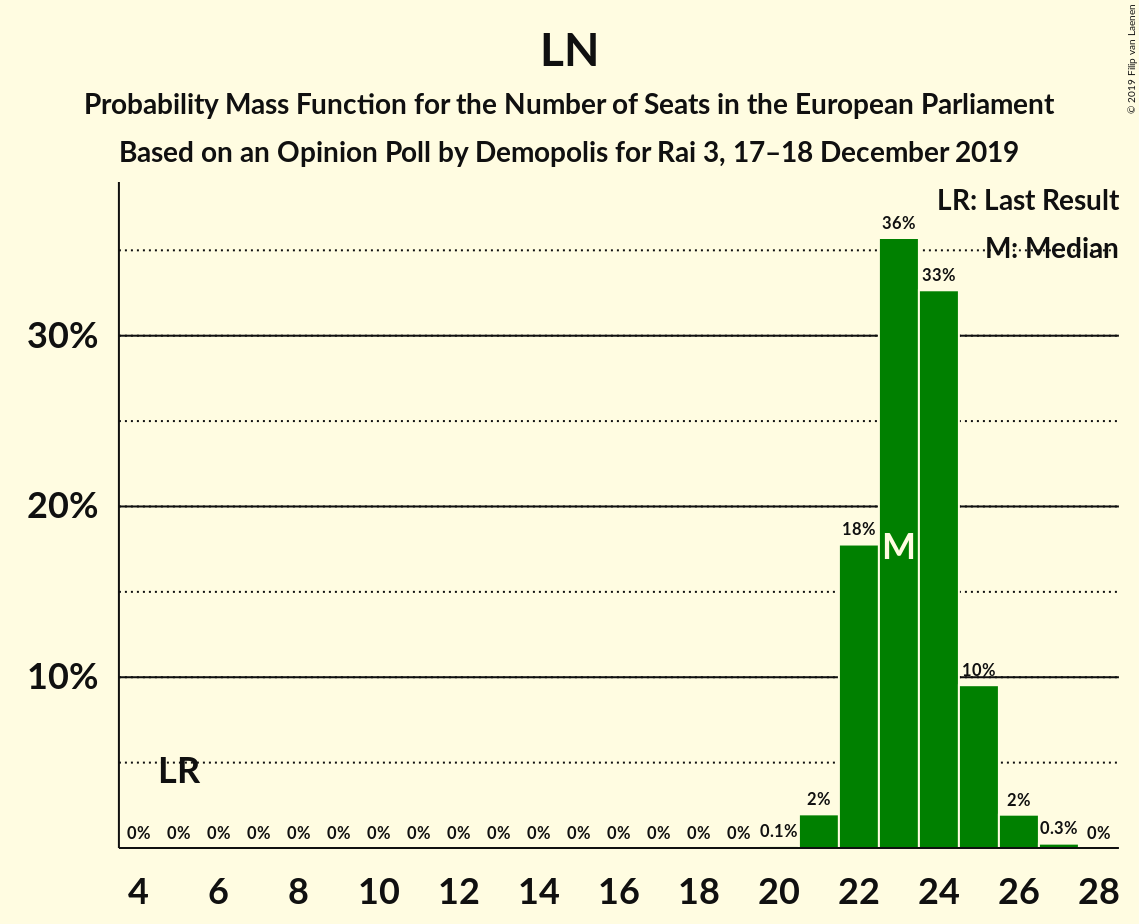 LN
Probability Mass Function for the Number of Seats in the European Parliament
Based on an Opinion Poll by Demopolis for Rai 3, 17–18 December 2019
© 2019 Filip van Laenen
LR: Last Result
M: Median
36%
33%
30%
20%
18%
M
10%
10%
LR
2%
2%
0% 0% 0% 0% 0% 0% 0% 0% 0% 0% 0% 0% 0% 0% 0% 0% 0.1% 0.3% 0%
4 6 8 10 12 14 16 18 20 22 24 26 28